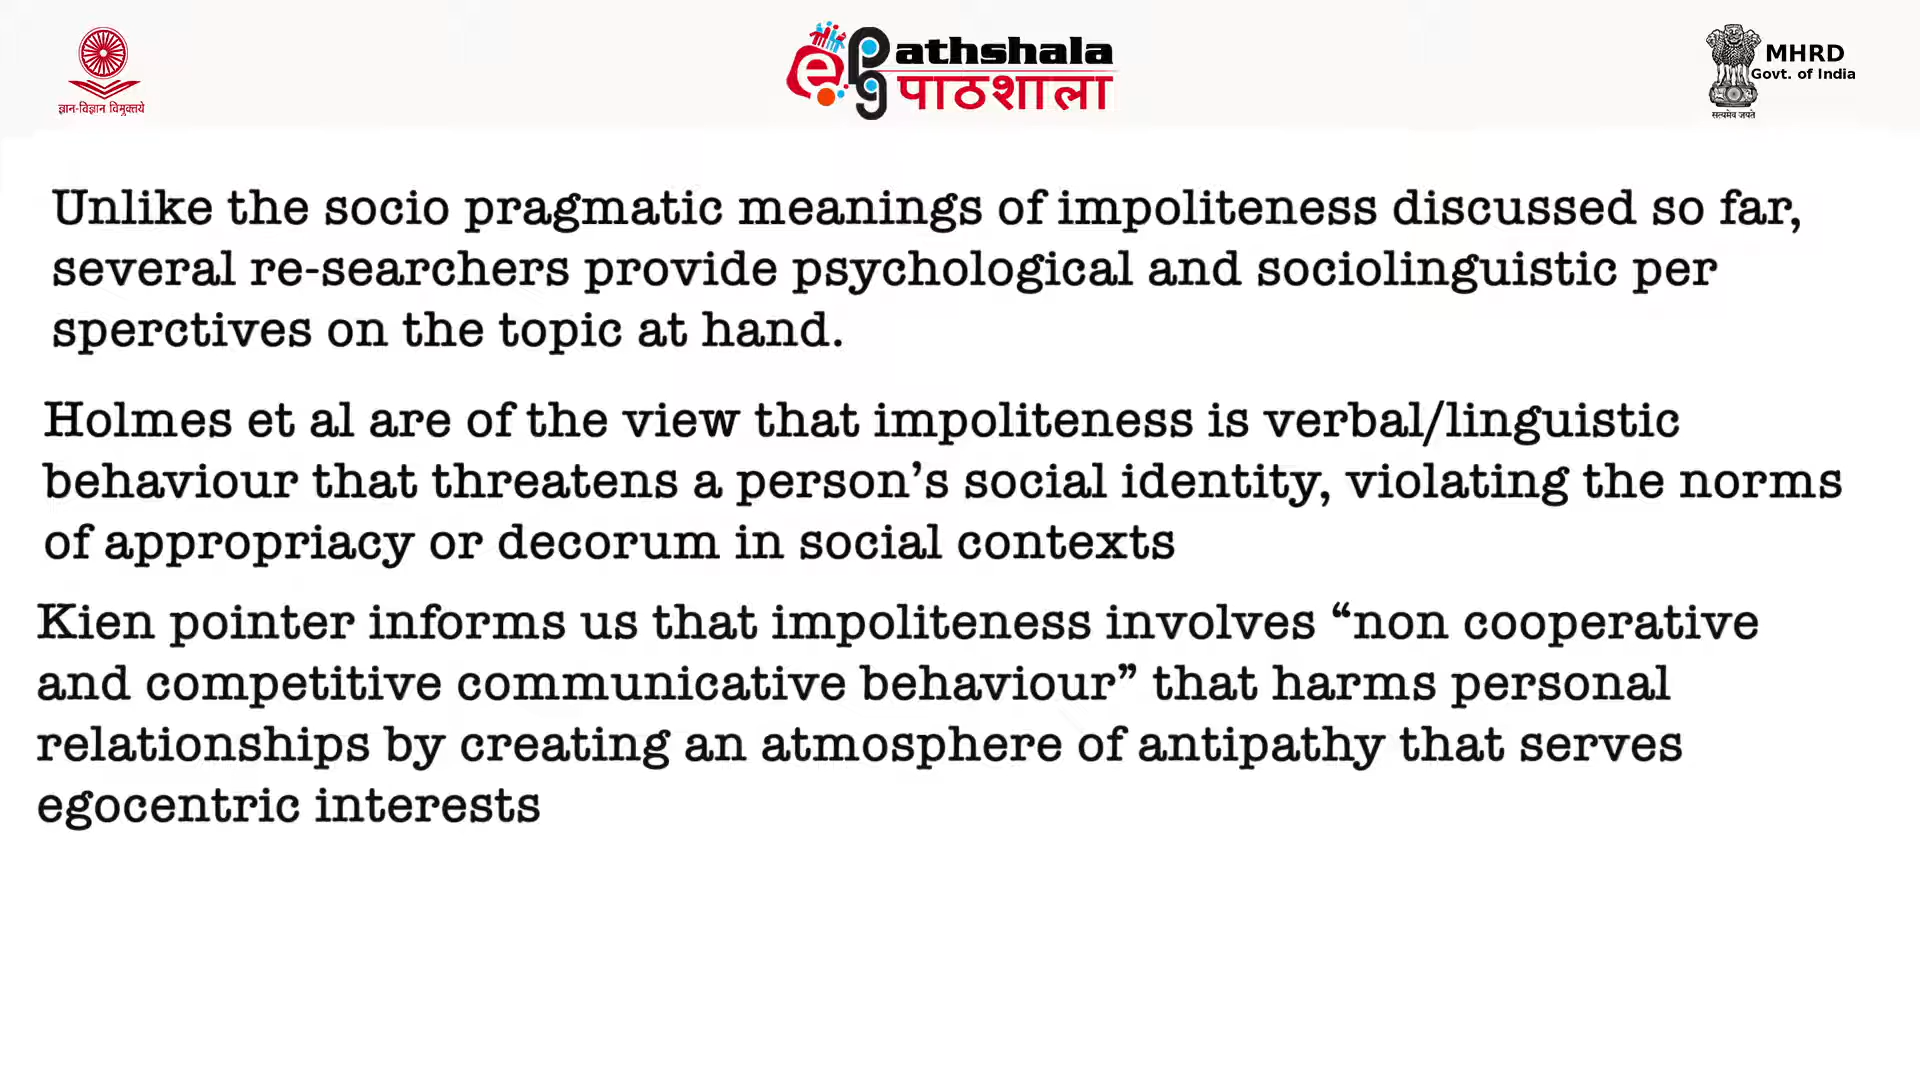 ज्ञान-विज्ञान विमुक्तये
ePGathshala
पाठशाला
MHRD
Govt. of India
सत्यमेव जयते
Unlike the socio pragmatic meanings of impoliteness discussed so far,
several re-searchers provide psychological and sociolinguistic per
sperctives on the topic at hand.
Holmes et al are of the view that impoliteness is verbal/linguistic
behaviour that threatens a person’s social identity, violating the norms
of appropriacy or decorum in social contexts
Kien pointer informs us that impoliteness involves “non cooperative
and competitive communicative behaviour” that harms personal
relationships by creating an atmosphere of antipathy that serves
egocentric interests